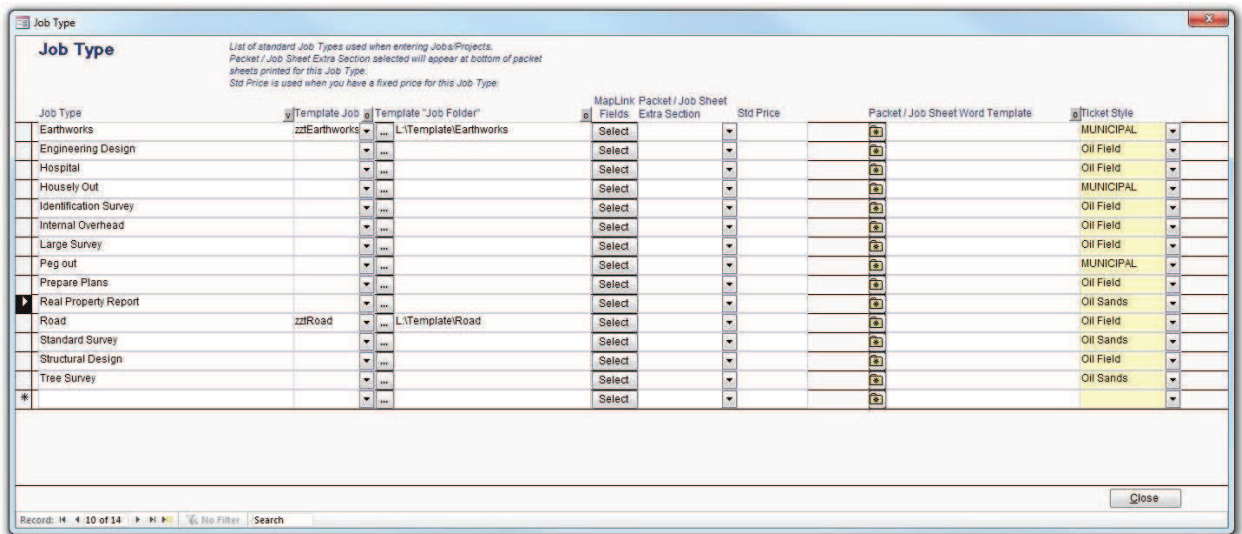 Job Type
Job Type
List of standard Job Types used when entering Jobs/Projects.
Packet / Job Sheet Extra Section selected will appear at bottom of packet
sheets printed for this Job Type.
Std Price is used when you have a fixed price for this Job Type.
MapLink Packet / Job Sheet
Job Type v Template Job o Template "Job Folder" o Fields Extra Section Std Price Packet / Job Sheet Word Template o Ticket Style
Earthworks zztEarthworks ... L:\Template\Earthworks Select MUNICIPAL
Engineering Design ... Select Oil Field
Hospital ... Select Oil Field
Housely Out ... Select MUNICIPAL
Identification Survey ... Select Oil Field
Internal Overhead ... Select Oil Field
Large Survey ... Select Oil Field
Peg out ... Select MUNICIPAL
Prepare Plans ... Select Oil Field
Real Property Report ... Select Oil Sands
Road zztRoad ... L:\Template\Road Select Oil Field
Standard Survey ... Select Oil Sands
Structural Design ... Select Oil Field
Tree Survey ... Select Oil Sands
* ... Select
Close
Record: 10 of 14 No Filter Search